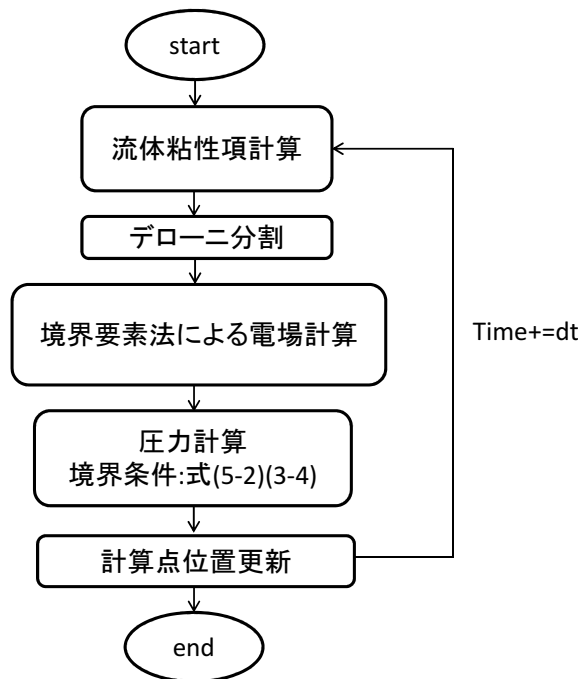 start
流体粘性項計算
デローニ分割
境界要素法による電場計算
Time+=dt
圧力計算
境界条件:式(5-2)(3-4)
計算点位置更新
end